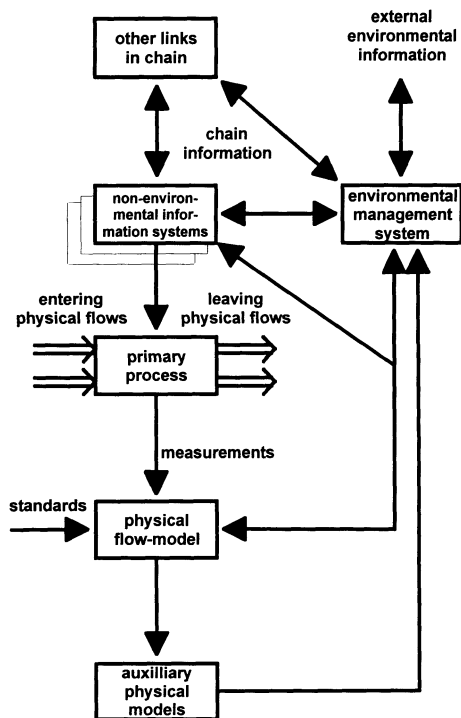 other links
in chain
external
environmental
information
chain
information
non-environ-
mental infor-
mation systems
environmental
management
system
entering
physical flows
leaving
physical flows
primary
process
measurements
standards
physical
flow-model
auxilliary
physical
models